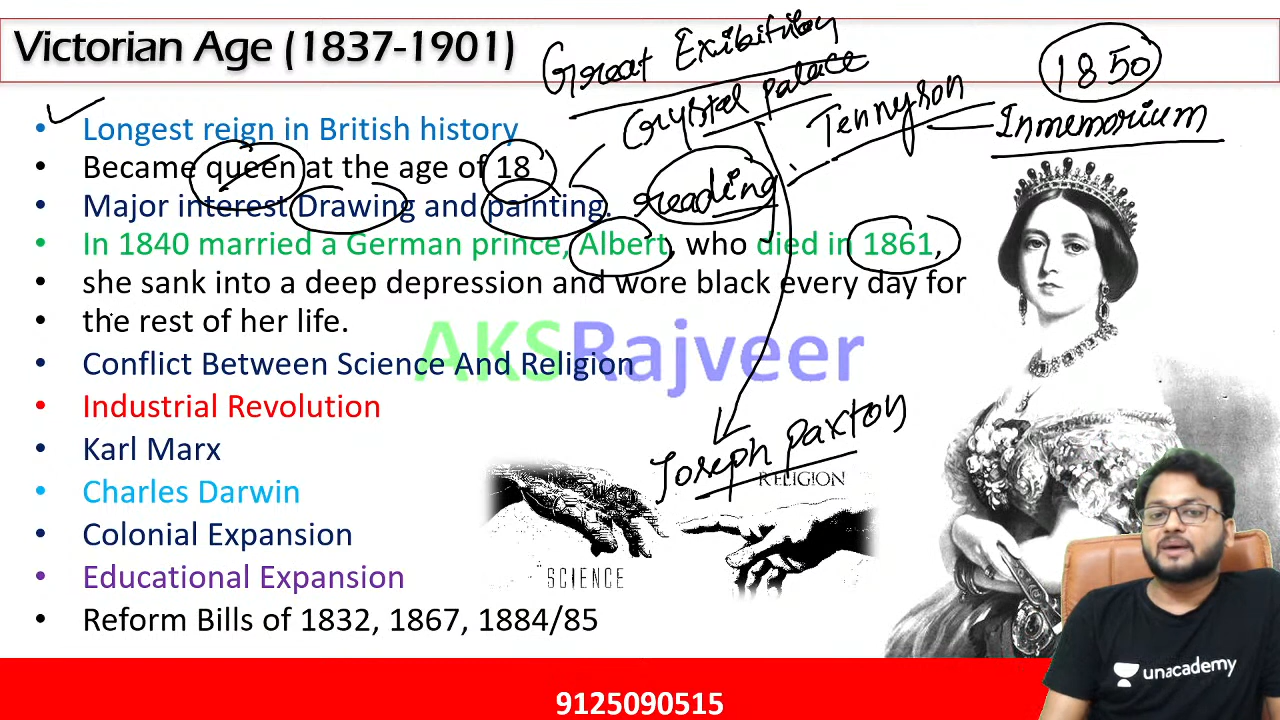 Victorian Age (1837-1901)
Great Exibition
Crystal palace
Tennyson
1850
Inmemorium
• Longest reign in British history
• Became queen at the age of 18
• Major interest Drawing and painting. reading
• In 1840 married a German prince, Albert, who died in 1861,
• she sank into a deep depression and wore black every day for
• the rest of her life.
AKSRajveer
• Conflict Between Science And Religion
• Industrial Revolution
Joseph paxton
• Karl Marx
RELIGION
• Charles Darwin
• Colonial Expansion
• Educational Expansion
SCIENCE
• Reform Bills of 1832, 1867, 1884/85
unacademy
9125090515